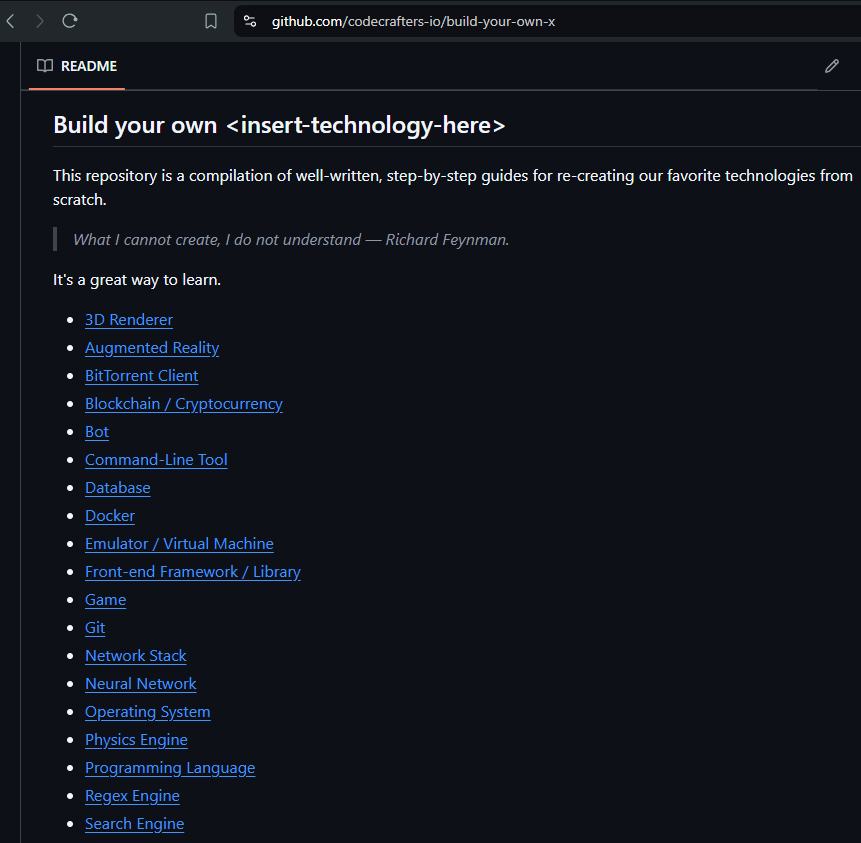 github.com/codecrafters-io/build-your-own-x
README
Build your own <insert-technology-here>
This repository is a compilation of well-written, step-by-step guides for re-creating our favorite technologies from
scratch.
What I cannot create, I do not understand — Richard Feynman.
It's a great way to learn.
3D Renderer
Augmented Reality
BitTorrent Client
Blockchain / Cryptocurrency
Bot
Command-Line Tool
Database
Docker
Emulator / Virtual Machine
Front-end Framework / Library
Game
Git
Network Stack
Neural Network
Operating System
Physics Engine
Programming Language
Regex Engine
Search Engine